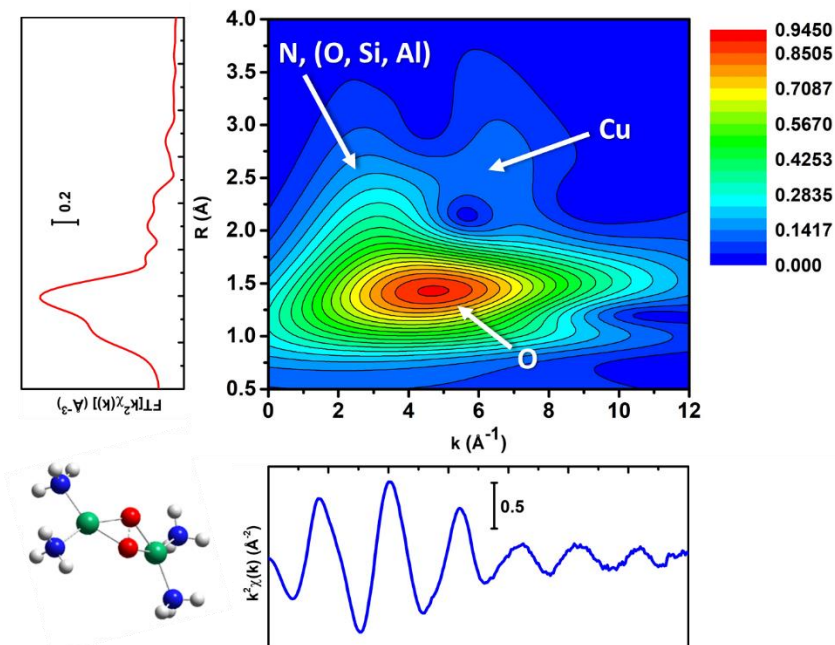 4.0
3.5
3.0
2.5
2.0
1.5
1.0
0.5
R (Å)
0 2 4 6 8 10 12
k (Å⁻¹)
N, (O, Si, Al)
Cu
O
0.9450
0.8505
0.7087
0.5670
0.4253
0.2835
0.1417
0.000
0.2
FT[k²χ(k)] (Å⁻³)
k²χ(k) (Å⁻²)
0.5